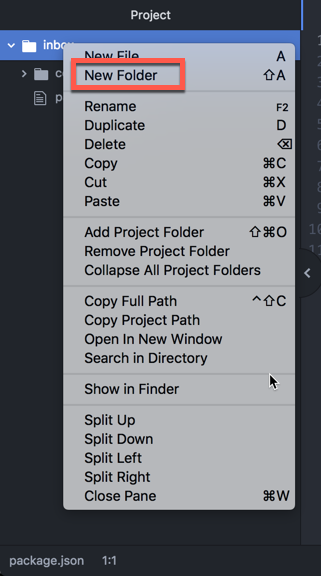 Project
inbox
New File A
New Folder ⇧A
Rename F2
Duplicate D
Delete ⌫
Copy ⌘C
Cut ⌘X
Paste ⌘V
Add Project Folder ⇧⌘O
Remove Project Folder
Collapse All Project Folders
Copy Full Path ^⇧C
Copy Project Path
Open In New Window
Search in Directory
Show in Finder
Split Up
Split Down
Split Left
Split Right
Close Pane ⌘W
package.json 1:1